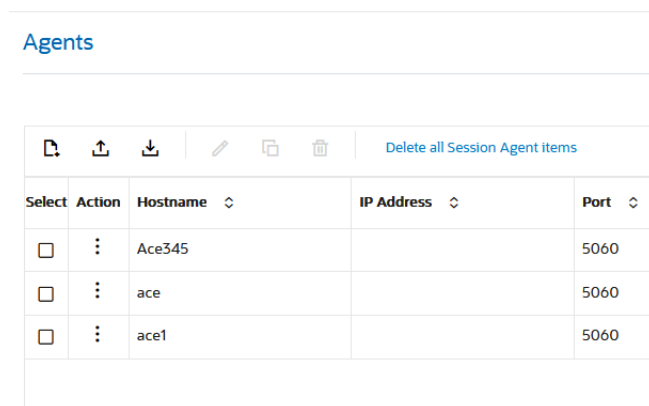 Agents
Delete all Session Agent items
Select Action Hostname IP Address Port
Ace345 5060
ace 5060
ace1 5060